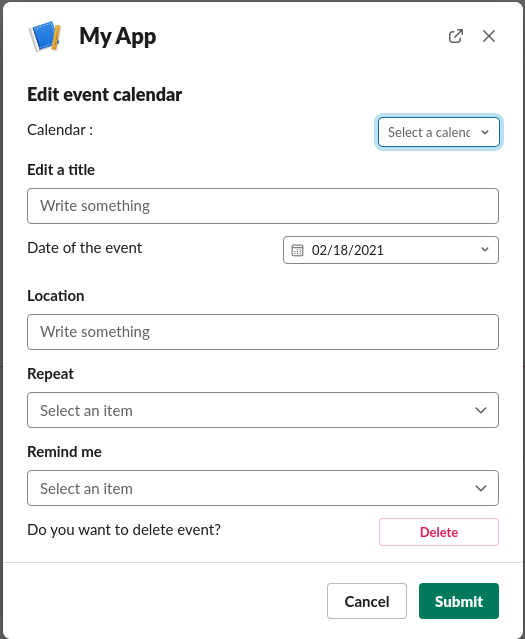 My App
Edit event calendar
Calendar :
Select a calenc
Edit a title
Write something
Date of the event
02/18/2021
Location
Write something
Repeat
Select an item
Remind me
Select an item
Do you want to delete event?
Delete
Cancel
Submit